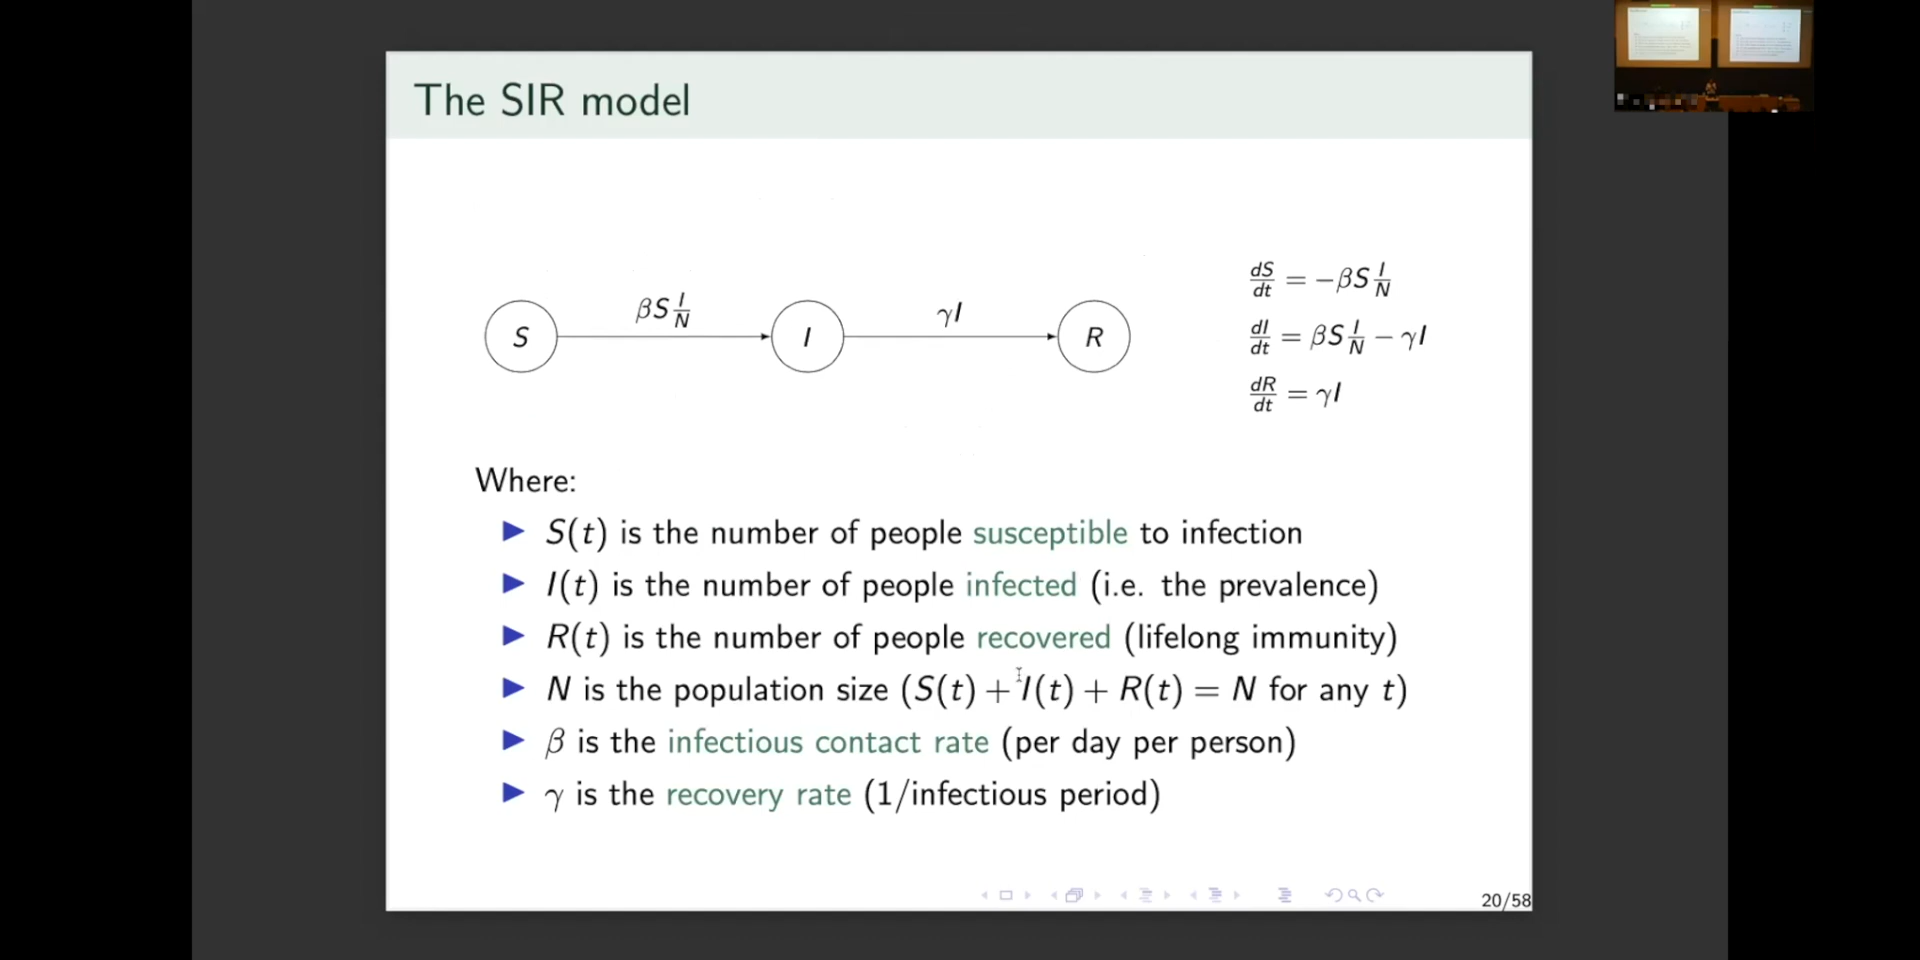 The SIR model
S
βS I/N
I
γI
R
dS/dt = −βS I/N
dI/dt = βS I/N − γI
dR/dt = γI
Where:
▶ S(t) is the number of people susceptible to infection
▶ I(t) is the number of people infected (i.e. the prevalence)
▶ R(t) is the number of people recovered (lifelong immunity)
▶ N is the population size (S(t) + I(t) + R(t) = N for any t)
▶ β is the infectious contact rate (per day per person)
▶ γ is the recovery rate (1/infectious period)
20/58